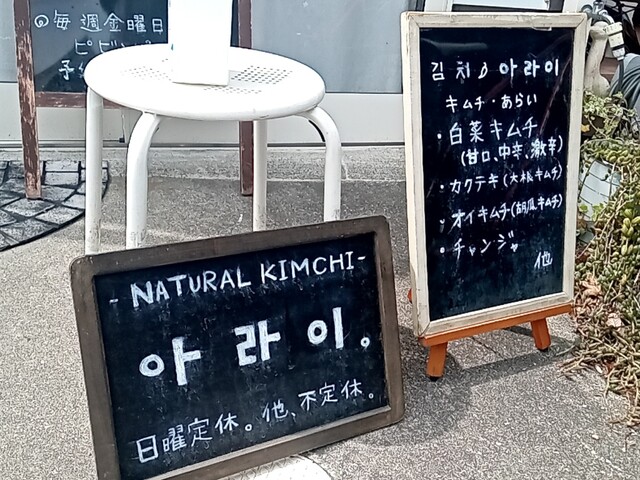 毎週金曜日
ピビンパ
김치 아라이
キムチ・あらい
・白菜キムチ
(甘口、中辛、激辛)
・カクテキ(大根キムチ)
・オイキムチ(胡瓜キムチ)
・チャンジャ
他
- NATURAL KIMCHI -
아라이。
日曜定休。他、不定休。